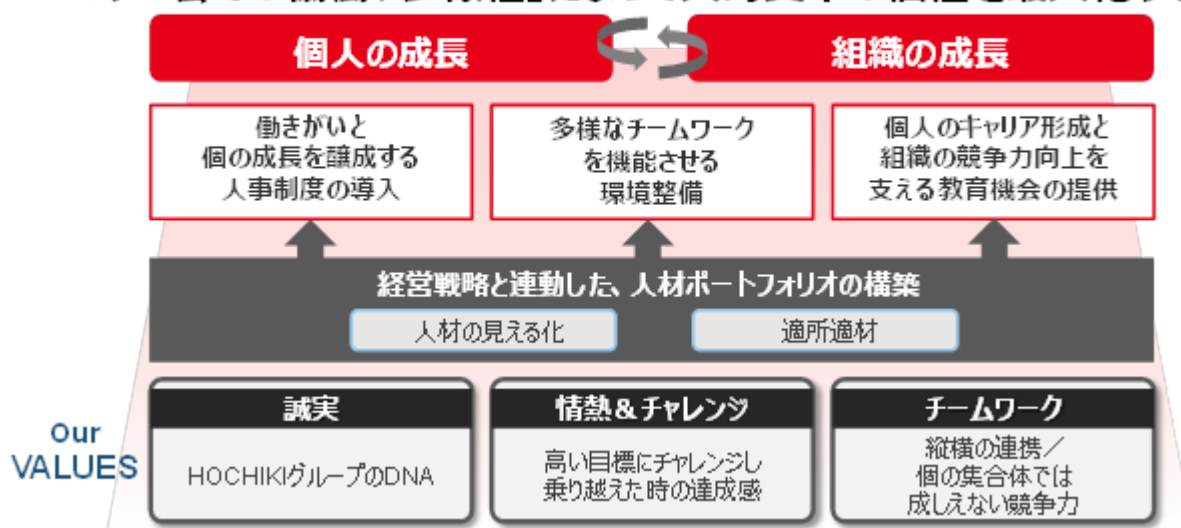 個人の成長
組織の成長
働きがいと
個の成長を醸成する
人事制度の導入
多様なチームワーク
を機能させる
環境整備
個人のキャリア形成と
組織の競争力向上を
支える教育機会の提供
経営戦略と連動した、人材ポートフォリオの構築
人材の見える化
適所適材
Our
VALUES
誠実
HOCHIKIグループのDNA
情熱&チャレンジ
高い目標にチャレンジし
乗り越えた時の達成感
チームワーク
縦横の連携/
個の集合体では
成しえない競争力